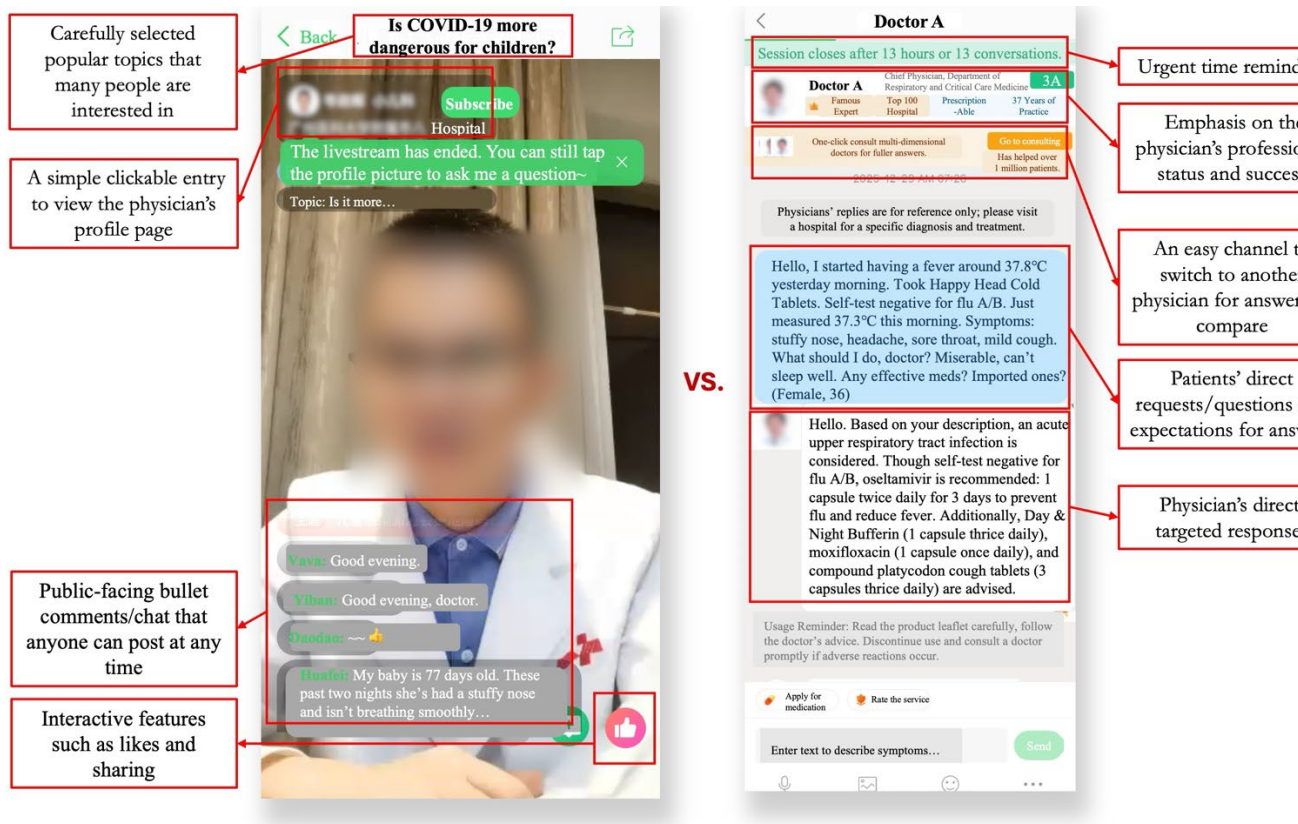 Carefully selected
popular topics that
many people are
interested in
A simple clickable entry
to view the physician's
profile page
Public-facing bullet
comments/chat that
anyone can post at any
time
Interactive features
such as likes and
sharing
Back
Is COVID-19 more
dangerous for children?
Subscribe
Hospital
The livestream has ended. You can still tap
the profile picture to ask me a question~ ×
Topic: Is it more…
Good evening.
Yiban: Good evening, doctor.
Daodao: ~~ 👍
Huafei: My baby is 77 days old. These
past two nights she's had a stuffy nose
and isn't breathing smoothly…
VS.
Doctor A
Session closes after 13 hours or 13 conversations.
Doctor A
Chief Physician, Department of
Respiratory and Critical Care Medicine
3A
Famous
Expert
Top 100
Hospital
Prescription
-Able
37 Years of
Practice
One-click consult multi-dimensional
doctors for fuller answers.
Go to consulting
Has helped over
1 million patients.
Physicians' replies are for reference only; please visit
a hospital for a specific diagnosis and treatment.
Hello, I started having a fever around 37.8°C
yesterday morning. Took Happy Head Cold
Tablets. Self-test negative for flu A/B. Just
measured 37.3°C this morning. Symptoms:
stuffy nose, headache, sore throat, mild cough.
What should I do, doctor? Miserable, can't
sleep well. Any effective meds? Imported ones?
(Female, 36)
Hello. Based on your description, an acute
upper respiratory tract infection is
considered. Though self-test negative for
flu A/B, oseltamivir is recommended: 1
capsule twice daily for 3 days to prevent
flu and reduce fever. Additionally, Day &
Night Bufferin (1 capsule thrice daily),
moxifloxacin (1 capsule once daily), and
compound platycodon cough tablets (3
capsules thrice daily) are advised.
Usage Reminder: Read the product leaflet carefully, follow
the doctor's advice. Discontinue use and consult a doctor
promptly if adverse reactions occur.
Apply for
medication
Rate the service
Enter text to describe symptoms…
Send
Urgent time remind
Emphasis on the
physician's professio
status and success
An easy channel t
switch to another
physician for answer
compare
Patients' direct
requests/questions
expectations for answ
Physician's direct
targeted response